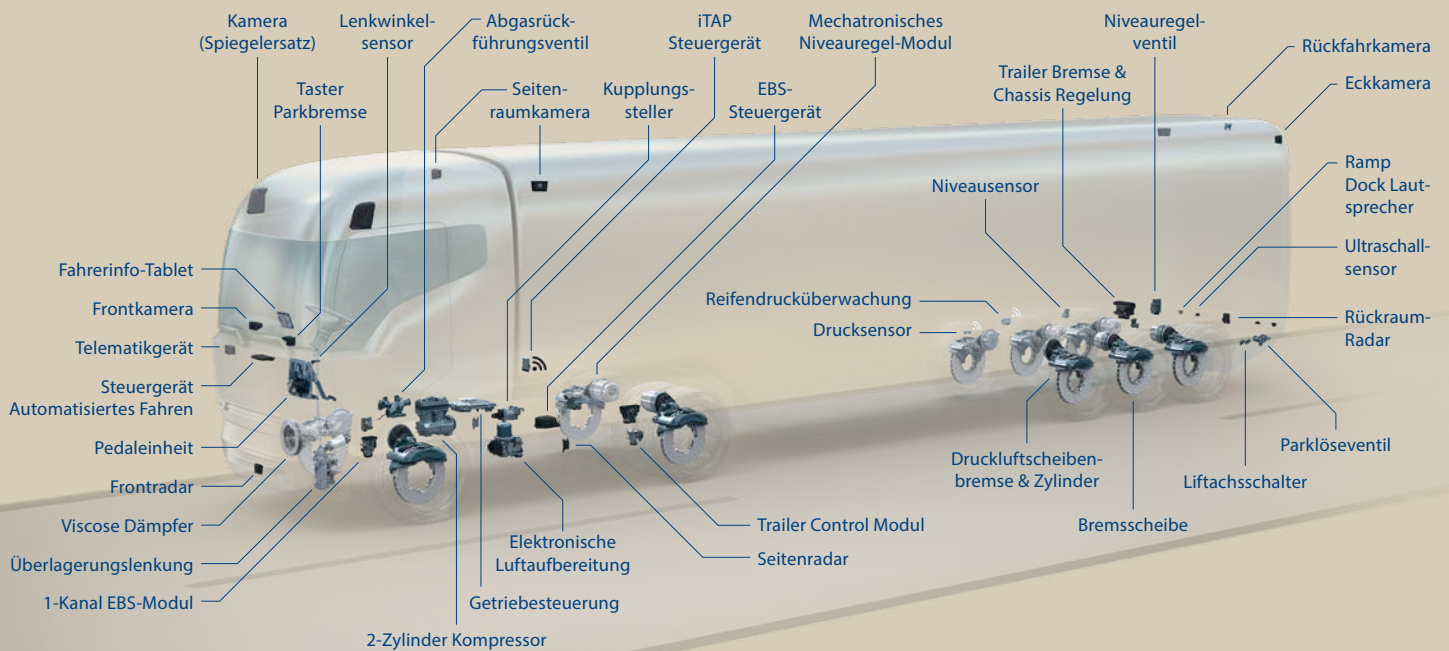 Kamera
(Spiegelersatz)
Lenkwinkel-
sensor
Abgasrück-
führungsventil
iTAP
Steuergerät
Mechatronisches
Niveauregel-Modul
Niveauregel-
ventil
Rückfahrkamera
Taster
Parkbremse
Seiten-
raumkamera
Kupplungs-
steller
EBS-
Steuergerät
Trailer Bremse &
Chassis Regelung
Eckkamera
Niveausensor
Ramp
Dock Laut-
sprecher
Ultraschall-
sensor
Fahrerinfo-Tablet
Frontkamera
Telematikgerät
Steuergerät
Automatisiertes Fahren
Pedaleinheit
Frontradar
Viscose Dämpfer
Überlagerungslenkung
1-Kanal EBS-Modul
Reifendrucküberwachung
Drucksensor
Rückraum-
Radar
Parklöseventil
Liftachsschalter
Druckluftscheiben-
bremse & Zylinder
Bremsscheibe
Trailer Control Modul
Seitenradar
Elektronische
Luftaufbereitung
Getriebesteuerung
2-Zylinder Kompressor